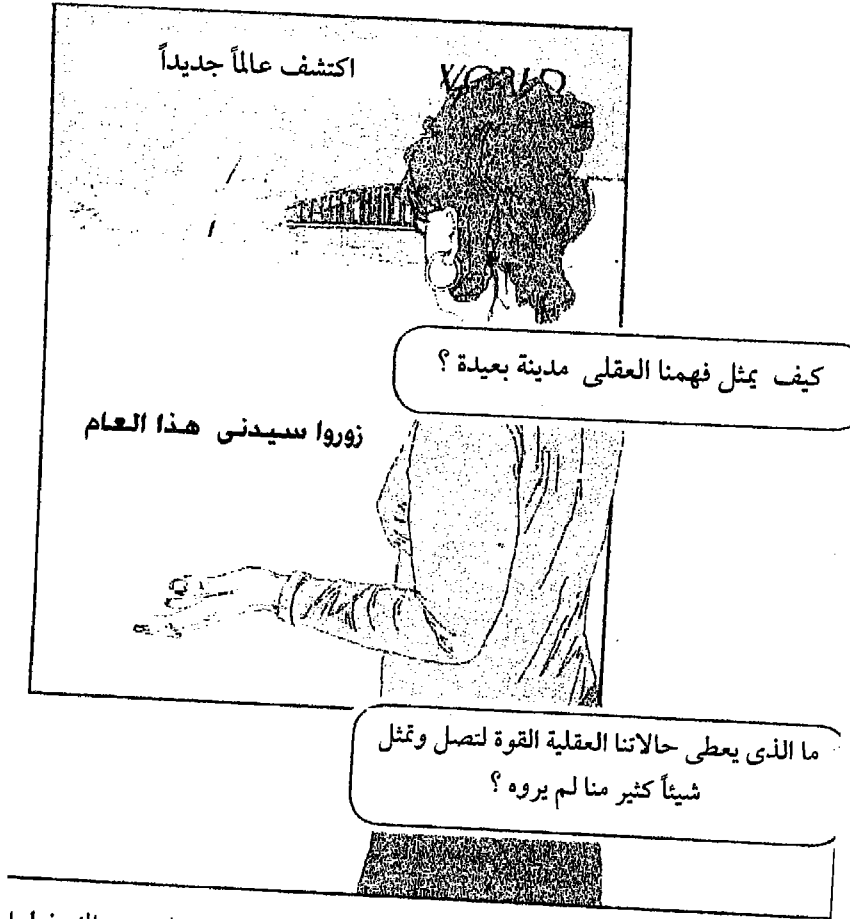 اكتشف عالماً جديداً
WORLD
كيف يمثل فهمنا العقلى مدينة بعيدة ؟
زوروا سيدنى هذا العام
ما الذى يعطى حالاتنا العقلية القوة لتصل وتمثل
شيئاً كثير منا لم يروه ؟